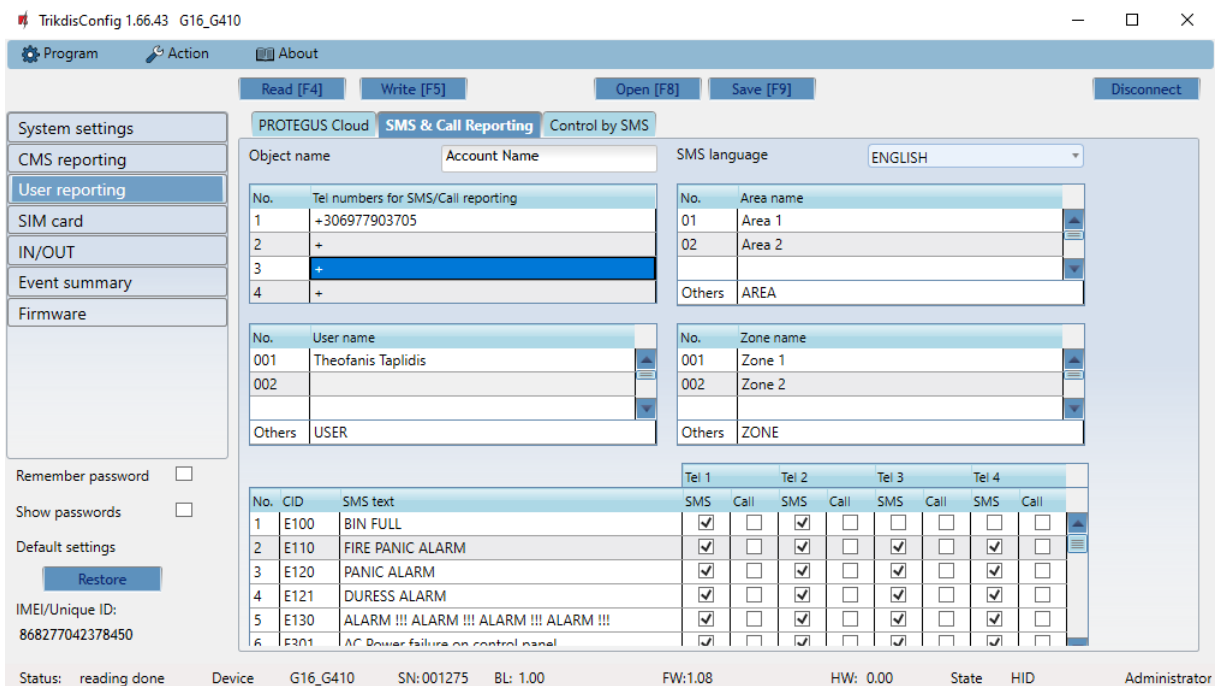 TrikdisConfig 1.66.43 G16_G410
Program Action About
Read [F4] Write [F5] Open [F8] Save [F9] Disconnect
System settings
CMS reporting
User reporting
SIM card
IN/OUT
Event summary
Firmware
PROTEGUS Cloud SMS & Call Reporting Control by SMS
Object name Account Name SMS language ENGLISH
No. Tel numbers for SMS/Call reporting
1 +306977903705
2 +
3 +
4 +
No. Area name
01 Area 1
02 Area 2
Others AREA
No. User name
001 Theofanis Taplidis
002
Others USER
No. Zone name
001 Zone 1
002 Zone 2
Others ZONE
Tel 1 Tel 2 Tel 3 Tel 4
No. CID SMS text SMS Call SMS Call SMS Call SMS Call
1 E100 BIN FULL
2 E110 FIRE PANIC ALARM
3 E120 PANIC ALARM
4 E121 DURESS ALARM
5 E130 ALARM !!! ALARM !!! ALARM !!! ALARM !!!
6 E301 AC Power failure on control panel
Remember password
Show passwords
Default settings
Restore
IMEI/Unique ID:
868277042378450
Status: reading done Device G16_G410 SN: 001275 BL: 1.00 FW:1.08 HW: 0.00 State HID Administrator